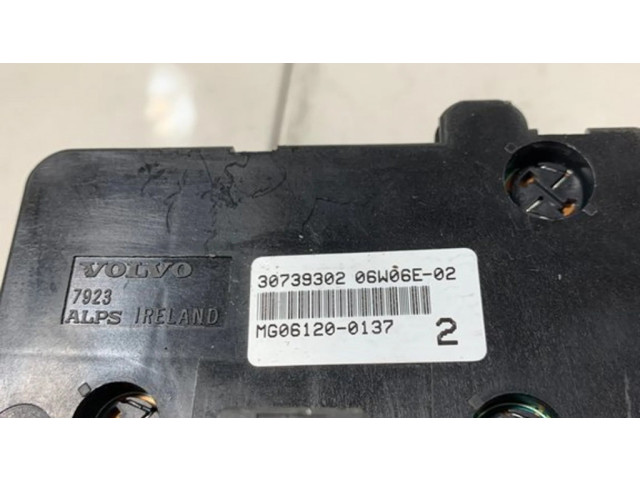 VOLVO
7923
ALPS IRELAND
30739302 06W06E-02
MG06120-0137
2